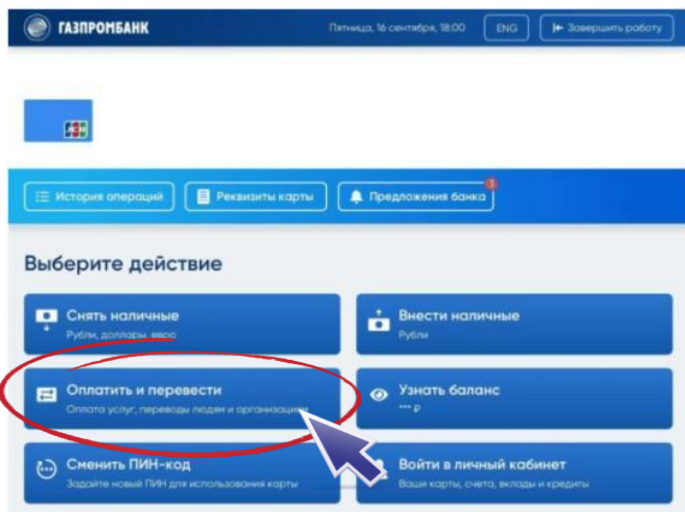 ГАЗПРОМБАНК
Пятница, 16 сентября, 18:00
ENG
Завершить работу
JCB
История операций
Реквизиты карты
Предложения банка
3
Выберите действие
Снять наличные
Рубли, доллары, евро
Внести наличные
Рубли
Оплатить и перевести
Оплата услуг, переводы людям и организациям
Узнать баланс
*** ₽
Сменить ПИН-код
Задайте новый ПИН для использования карты
Войти в личный кабинет
Ваши карты, счета, вклады и кредиты